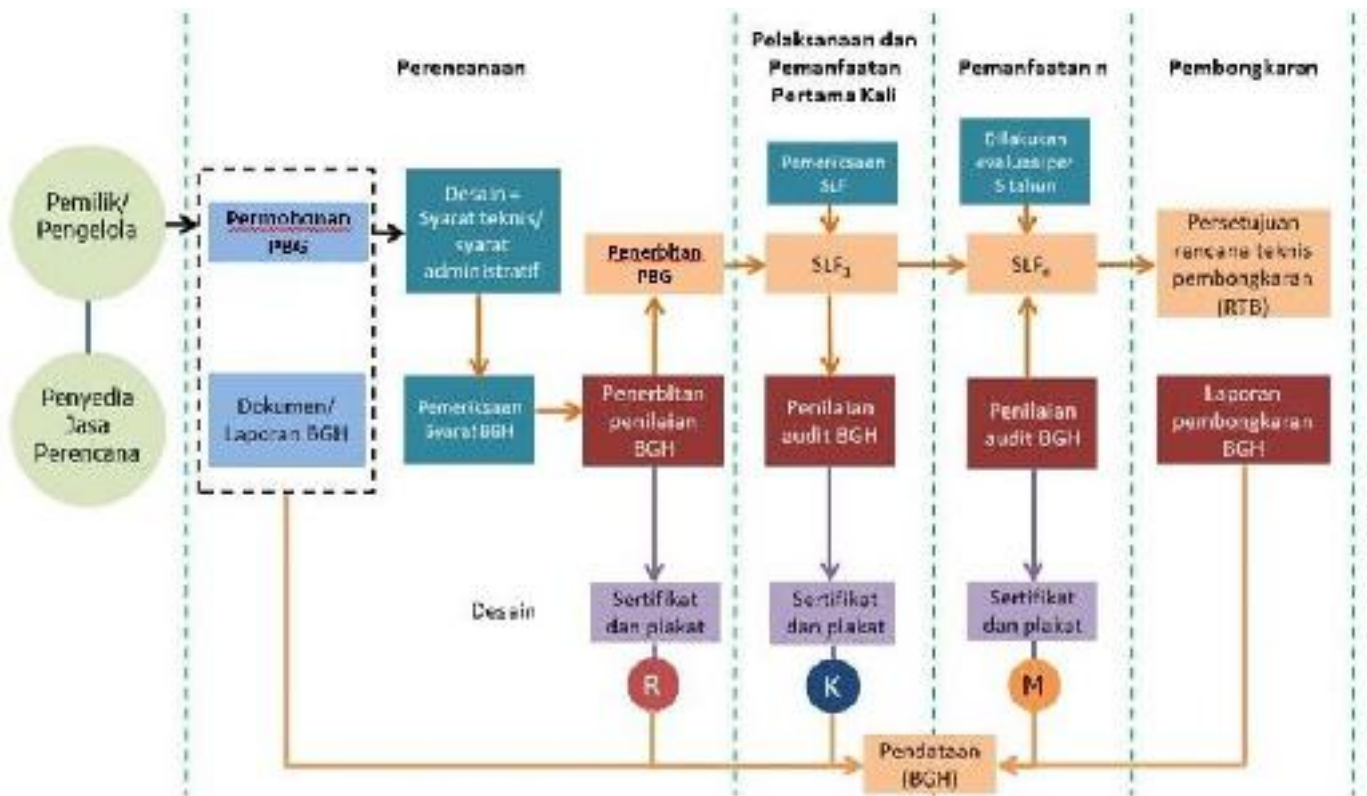 Perencanaan
Pelaksanaan dan
Pemanfaatan
Pertama Kali
Pemanfaatan n
Pembongkaran
Pemilik/
Pengelola
Penyedia
Jasa
Perencana
Permohonan
PBG
Dokumen/
Laporan BGH
Desain –
Syarat teknis/
syarat
administratif
Pemeriksaan
Syarat BGH
Penerbitan
PBG
Penerbitan
penilaian
BGH
Pemeriksaan
SLF
SLF₁
Penilaian
audit BGH
Dilakukan
evaluasi per
5 tahun
SLFₙ
Penilaian
audit BGH
Persetujuan
rencana teknis
pembongkaran
(RTB)
Laporan
pembongkaran
BGH
Desain
Sertifikat
dan plakat
R
Sertifikat
dan plakat
K
Sertifikat
dan plakat
M
Pendataan
(BGH)